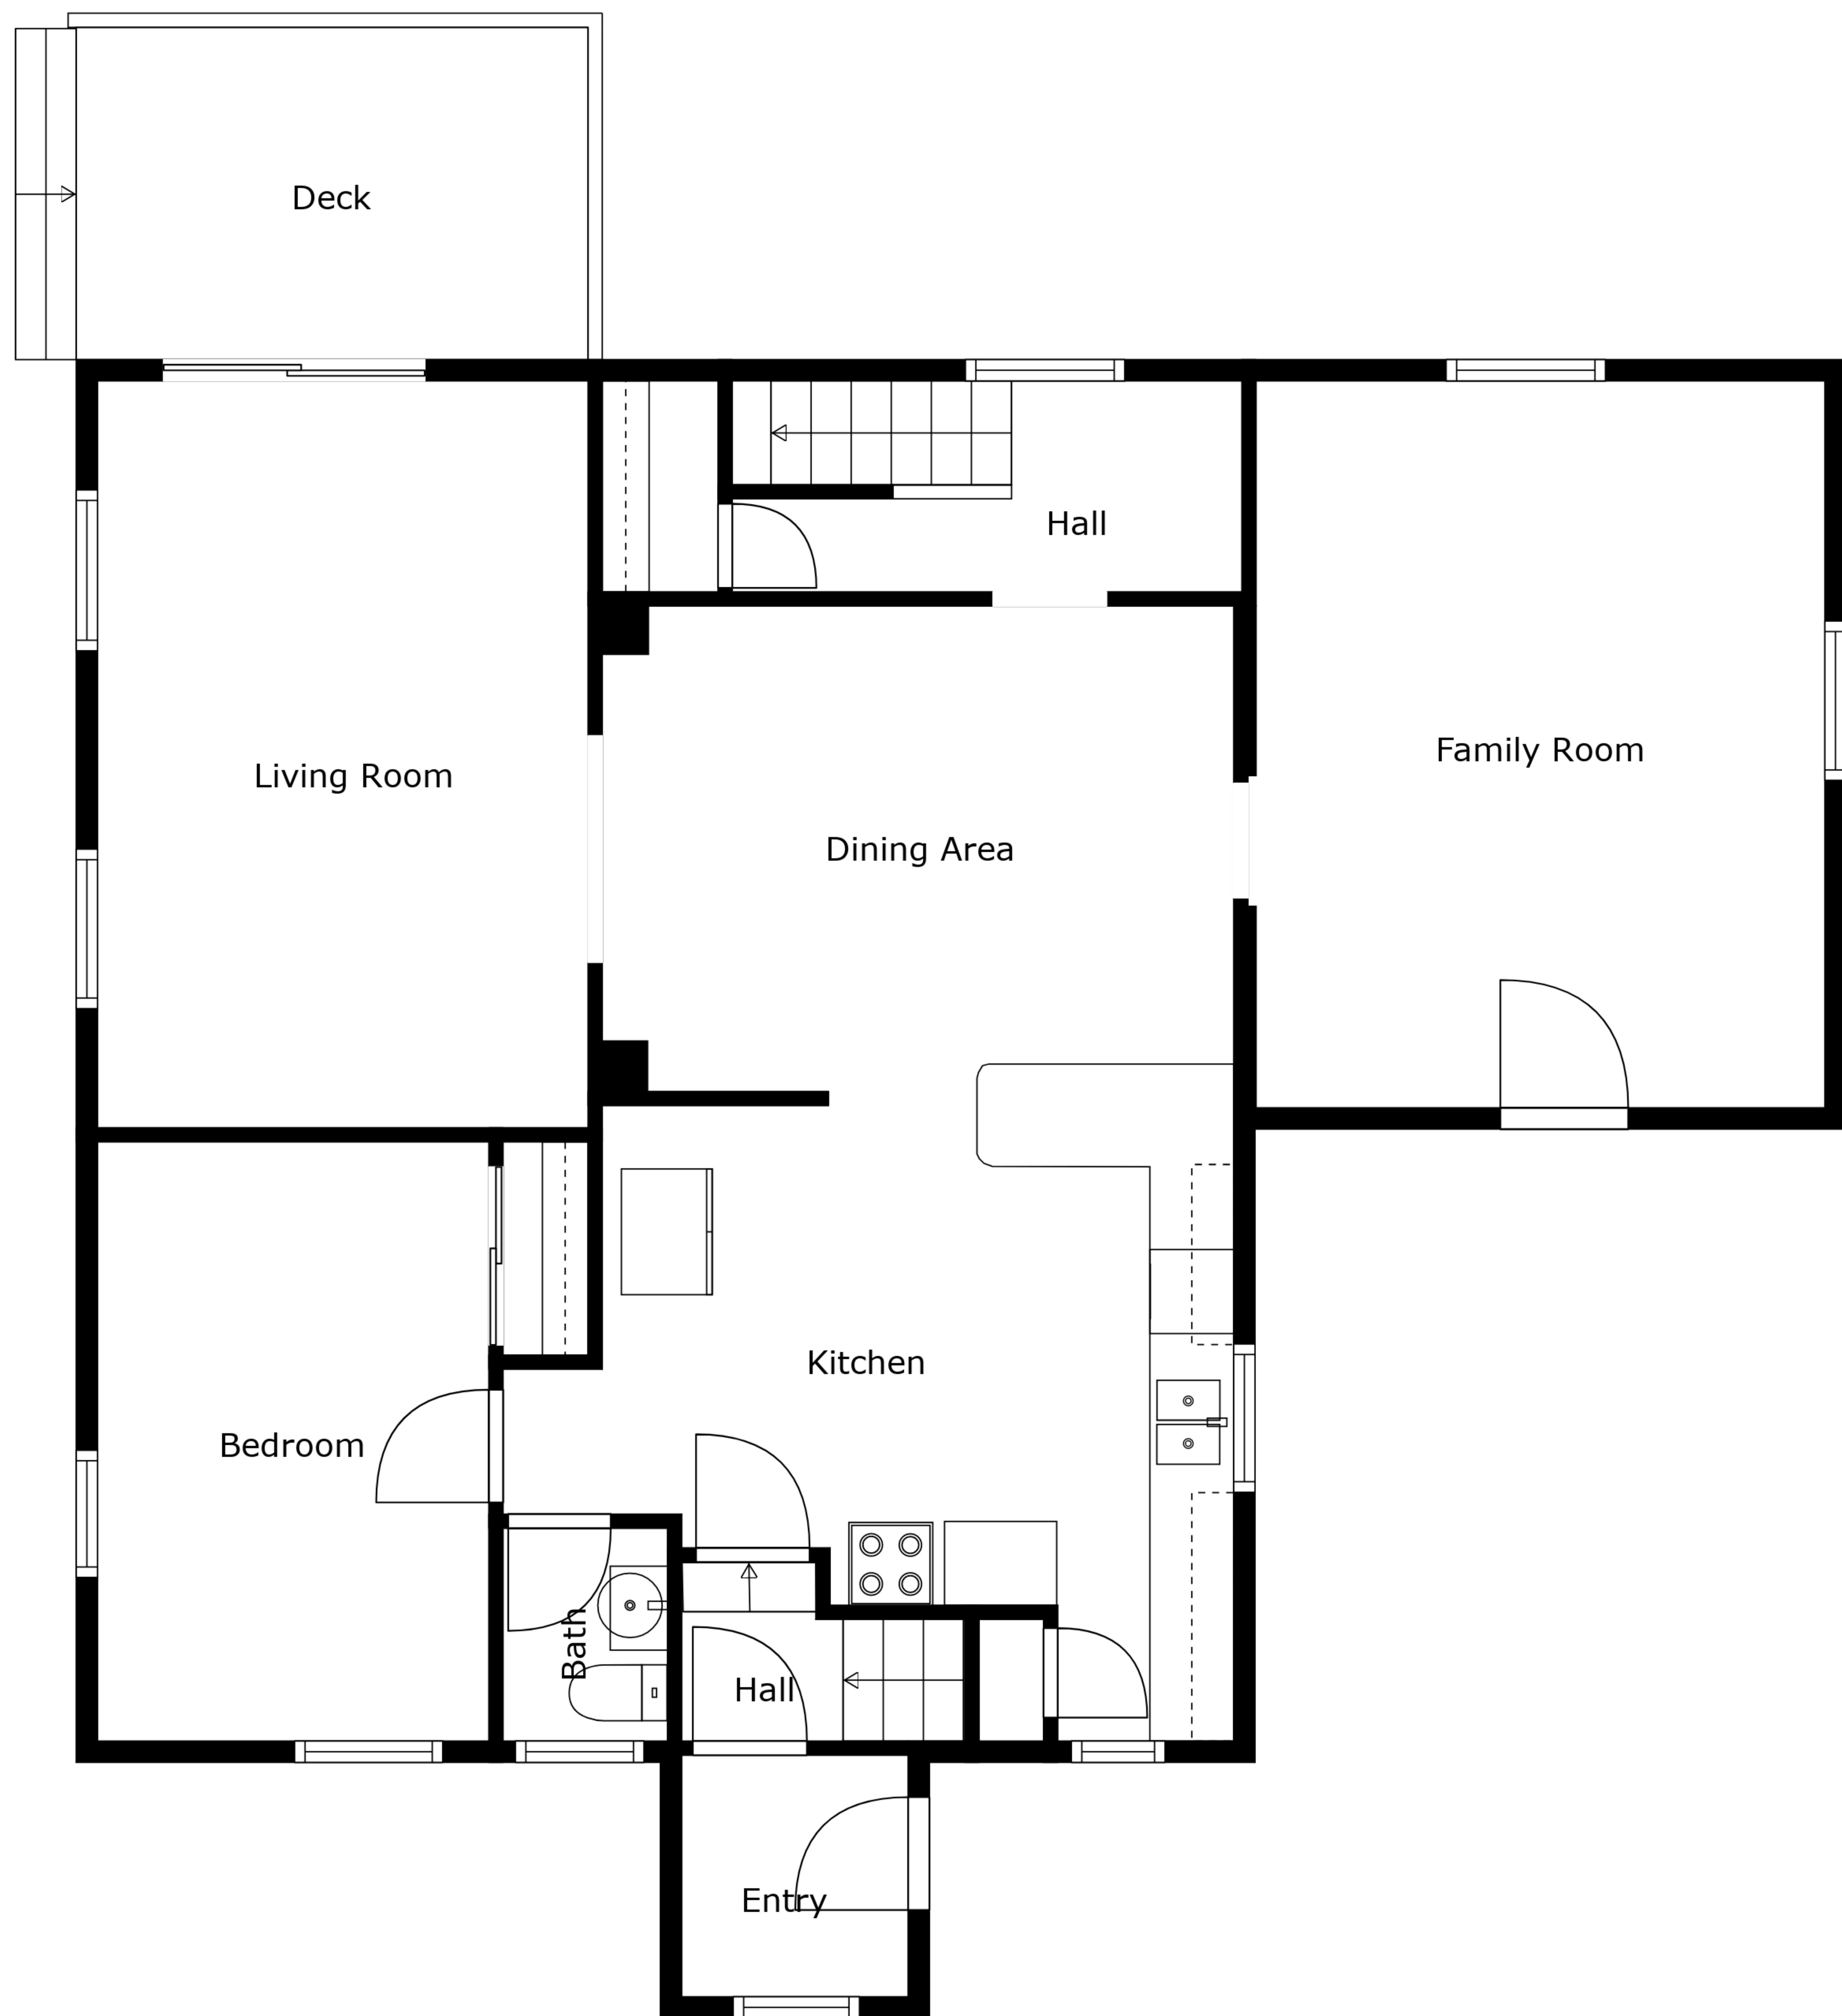 Deck
Hall
Family Room
Living Room
Dining Area
Kitchen
Bedroom
Bath
Hall
Entry